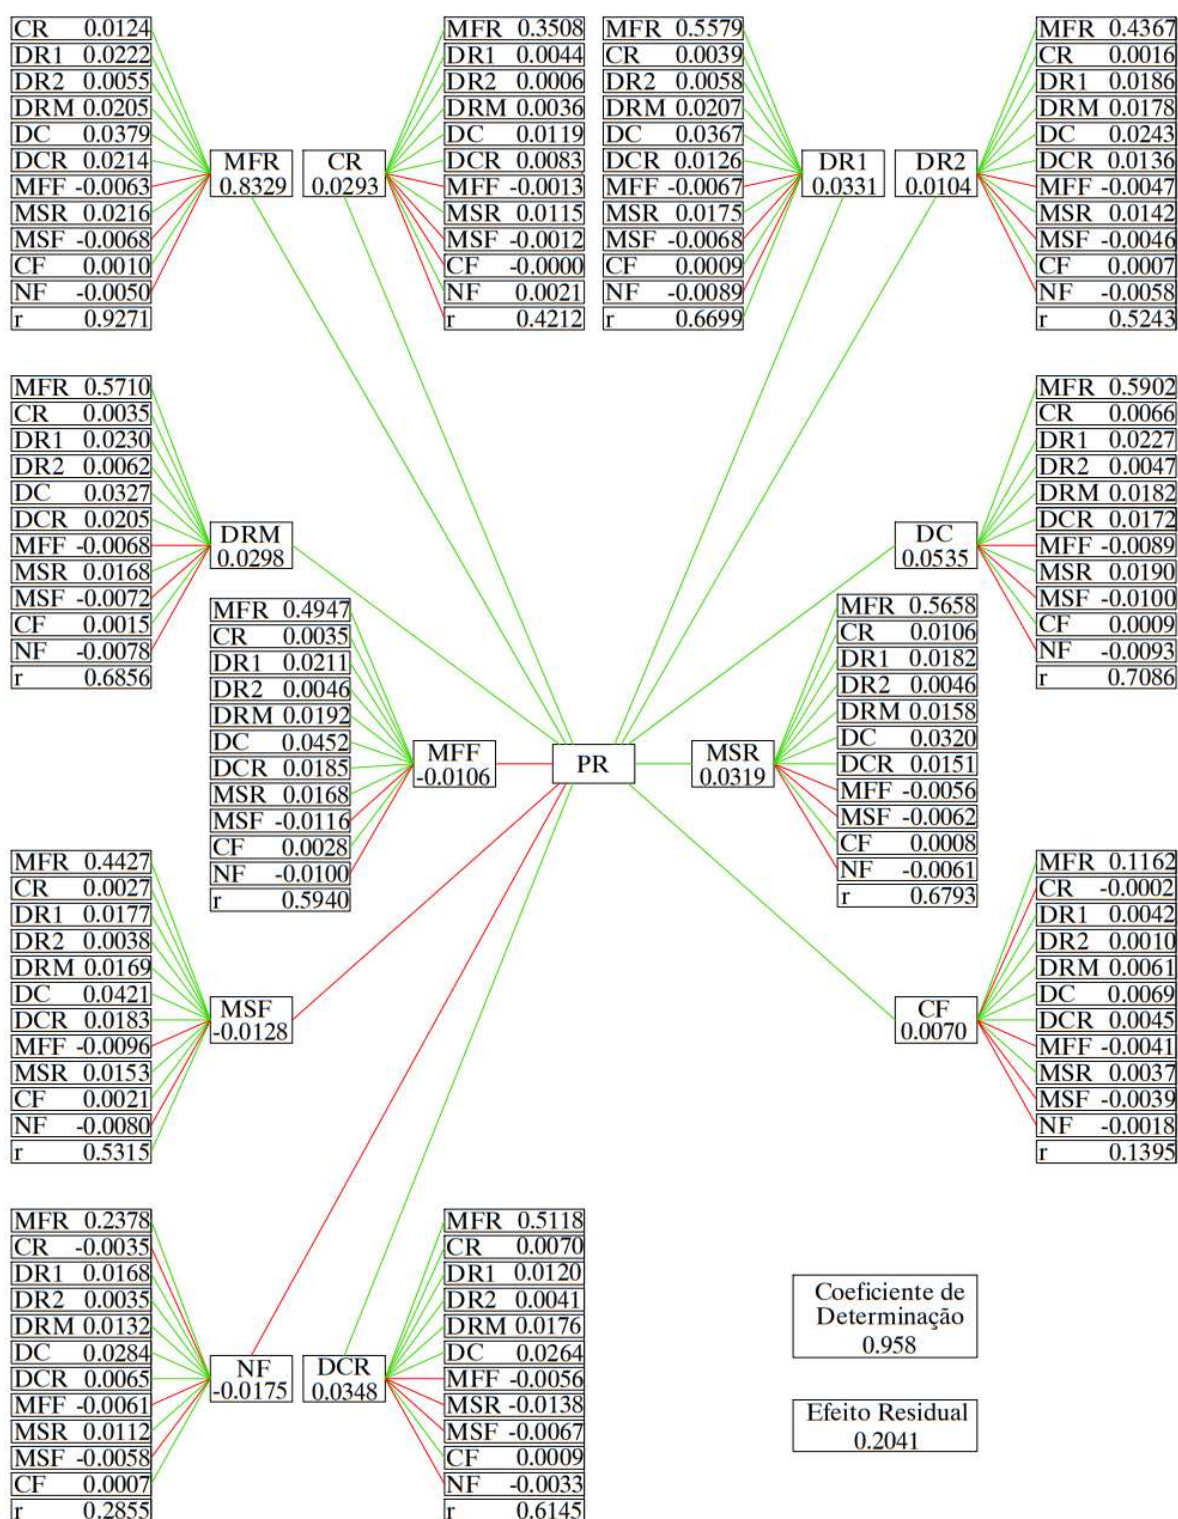 CR 0.0124
DR1 0.0222
DR2 0.0055
DRM 0.0205
DC 0.0379
DCR 0.0214
MFF -0.0063
MSR 0.0216
MSF -0.0068
CF 0.0010
NF -0.0050
r 0.9271
MFR
0.8329
CR
0.0293
MFR 0.3508
DR1 0.0044
DR2 0.0006
DRM 0.0036
DC 0.0119
DCR 0.0083
MFF -0.0013
MSR 0.0115
MSF -0.0012
CF -0.0000
NF 0.0021
r 0.4212
MFR 0.5579
CR 0.0039
DR2 0.0058
DRM 0.0207
DC 0.0367
DCR 0.0126
MFF -0.0067
MSR 0.0175
MSF -0.0068
CF 0.0009
NF -0.0089
r 0.6699
DR1
0.0331
DR2
0.0104
MFR 0.4367
CR 0.0016
DR1 0.0186
DRM 0.0178
DC 0.0243
DCR 0.0136
MFF -0.0047
MSR 0.0142
MSF -0.0046
CF 0.0007
NF -0.0058
r 0.5243
MFR 0.5710
CR 0.0035
DR1 0.0230
DR2 0.0062
DC 0.0327
DCR 0.0205
MFF -0.0068
MSR 0.0168
MSF -0.0072
CF 0.0015
NF -0.0078
r 0.6856
DRM
0.0298
DC
0.0535
MFR 0.5902
CR 0.0066
DR1 0.0227
DR2 0.0047
DRM 0.0182
DCR 0.0172
MFF -0.0089
MSR 0.0190
MSF -0.0100
CF 0.0009
NF -0.0093
r 0.7086
MFR 0.4947
CR 0.0035
DR1 0.0211
DR2 0.0046
DRM 0.0192
DC 0.0452
DCR 0.0185
MSR 0.0168
MSF -0.0116
CF 0.0028
NF -0.0100
r 0.5940
MFF
-0.0106
PR
MSR
0.0319
MFR 0.5658
CR 0.0106
DR1 0.0182
DR2 0.0046
DRM 0.0158
DC 0.0320
DCR 0.0151
MFF -0.0056
MSF -0.0062
CF 0.0008
NF -0.0061
r 0.6793
MFR 0.4427
CR 0.0027
DR1 0.0177
DR2 0.0038
DRM 0.0169
DC 0.0421
DCR 0.0183
MFF -0.0096
MSR 0.0153
CF 0.0021
NF -0.0080
r 0.5315
MSF
-0.0128
CF
0.0070
MFR 0.1162
CR -0.0002
DR1 0.0042
DR2 0.0010
DRM 0.0061
DC 0.0069
DCR 0.0045
MFF -0.0041
MSR 0.0037
MSF -0.0039
NF -0.0018
r 0.1395
MFR 0.2378
CR -0.0035
DR1 0.0168
DR2 0.0035
DRM 0.0132
DC 0.0284
DCR 0.0065
MFF -0.0061
MSR 0.0112
MSF -0.0058
CF 0.0007
r 0.2855
NF
-0.0175
DCR
0.0348
MFR 0.5118
CR 0.0070
DR1 0.0120
DR2 0.0041
DRM 0.0176
DC 0.0264
MFF -0.0056
MSR -0.0138
MSF -0.0067
CF 0.0009
NF -0.0033
r 0.6145
Coeficiente de
Determinação
0.958
Efeito Residual
0.2041